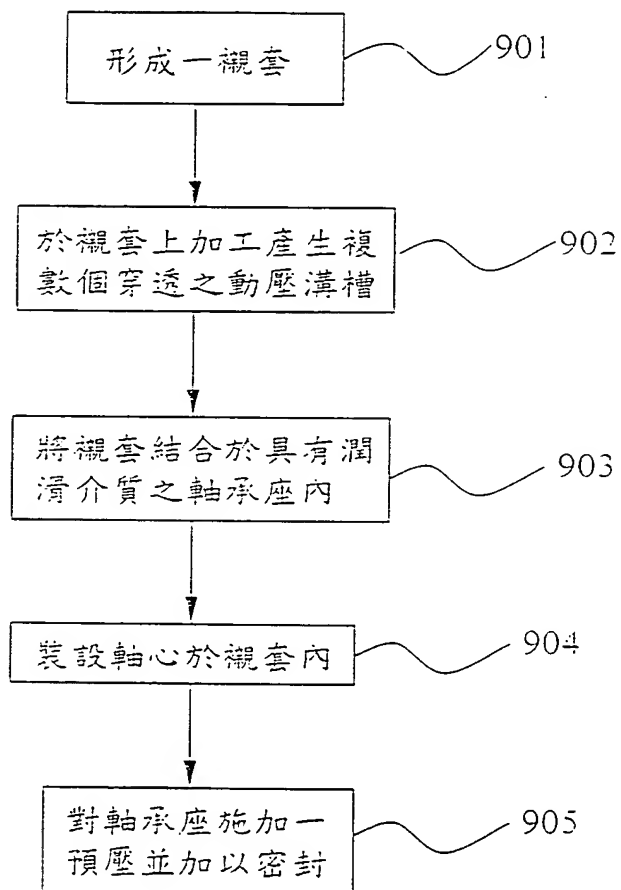 形成一襯套
901
於襯套上加工產生複
數個穿透之動壓溝槽
902
將襯套結合於具有潤
滑介質之軸承座內
903
裝設軸心於襯套內
904
對軸承座施加一
預壓並加以密封
905